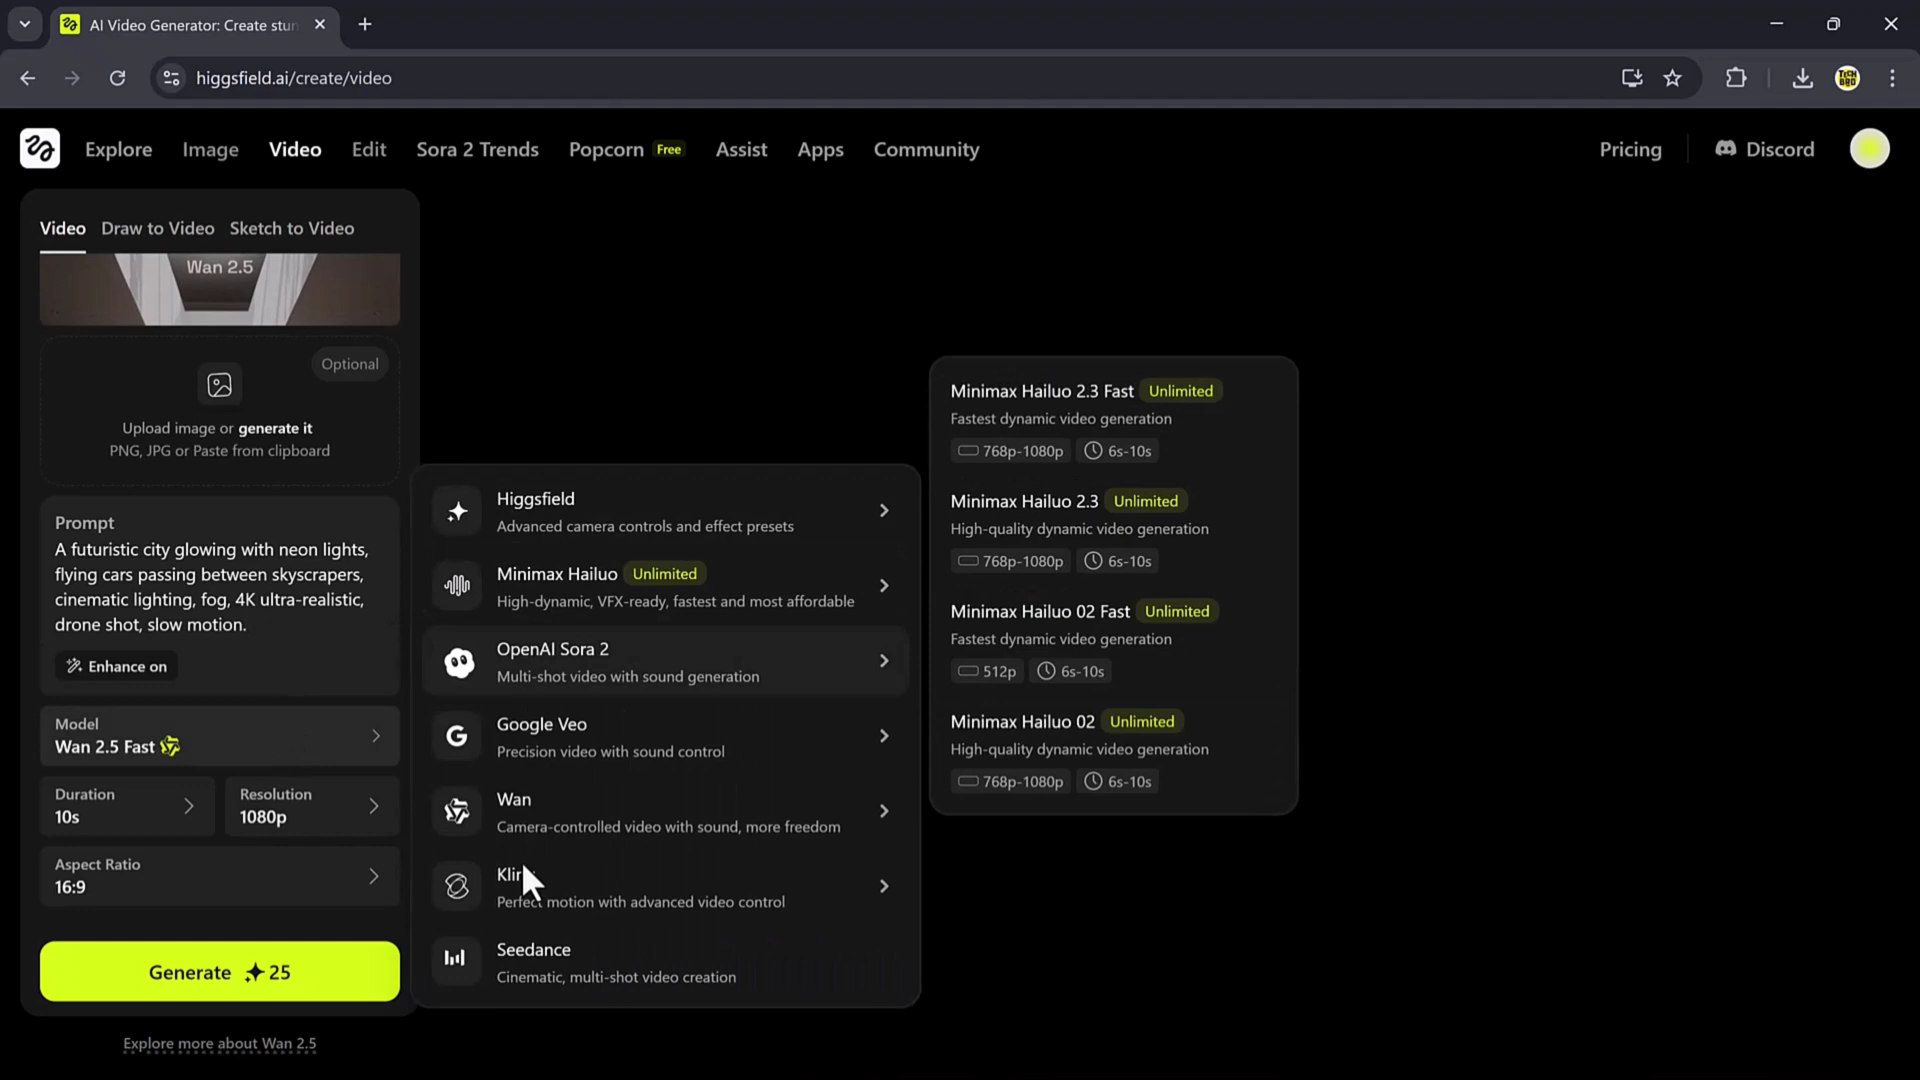 AI Video Generator: Create stun
higgsfield.ai/create/video
TECH BRO
Explore Image Video Edit Sora 2 Trends Popcorn Free Assist Apps Community Pricing Discord
Video Draw to Video Sketch to Video
Wan 2.5
Optional
Upload image or generate it
PNG, JPG or Paste from clipboard
Prompt
A futuristic city glowing with neon lights,
flying cars passing between skyscrapers,
cinematic lighting, fog, 4K ultra-realistic,
drone shot, slow motion.
Enhance on
Model
Wan 2.5 Fast
Duration
10s
Resolution
1080p
Aspect Ratio
16:9
Generate 25
Explore more about Wan 2.5
Higgsfield
Advanced camera controls and effect presets
Minimax Hailuo Unlimited
High-dynamic, VFX-ready, fastest and most affordable
OpenAI Sora 2
Multi-shot video with sound generation
Google Veo
Precision video with sound control
Wan
Camera-controlled video with sound, more freedom
Perfect motion with advanced video control
Seedance
Cinematic, multi-shot video creation
Minimax Hailuo 2.3 Fast Unlimited
Fastest dynamic video generation
768p-1080p 6s-10s
Minimax Hailuo 2.3 Unlimited
High-quality dynamic video generation
768p-1080p 6s-10s
Minimax Hailuo 02 Fast Unlimited
Fastest dynamic video generation
512p 6s-10s
Minimax Hailuo 02 Unlimited
High-quality dynamic video generation
768p-1080p 6s-10s